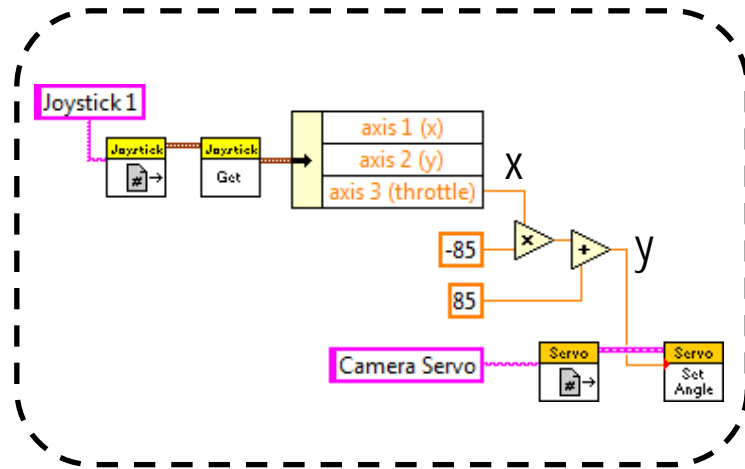 Joystick 1
Joystick
Joystick
#
Get
axis 1 (x)
axis 2 (y)
axis 3 (throttle)
x
-85
x
+
y
85
Camera Servo
Servo
Servo
#
Set
Angle